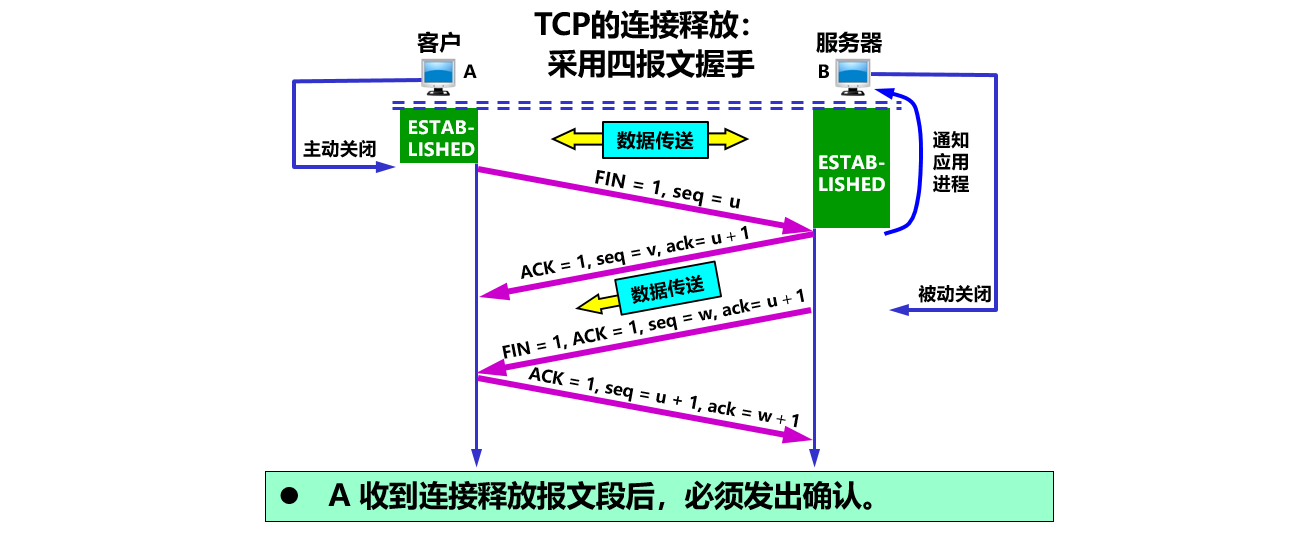 TCP的连接释放：
采用四报文握手
客户
服务器
A
B
ESTAB-
LISHED
数据传送
ESTAB-
LISHED
通知
应用
进程
主动关闭
FIN = 1, seq = u
ACK = 1, seq = v, ack= u + 1
数据传送
被动关闭
FIN = 1, ACK = 1, seq = w, ack= u + 1
ACK = 1, seq = u + 1, ack = w + 1
● A 收到连接释放报文段后，必须发出确认。